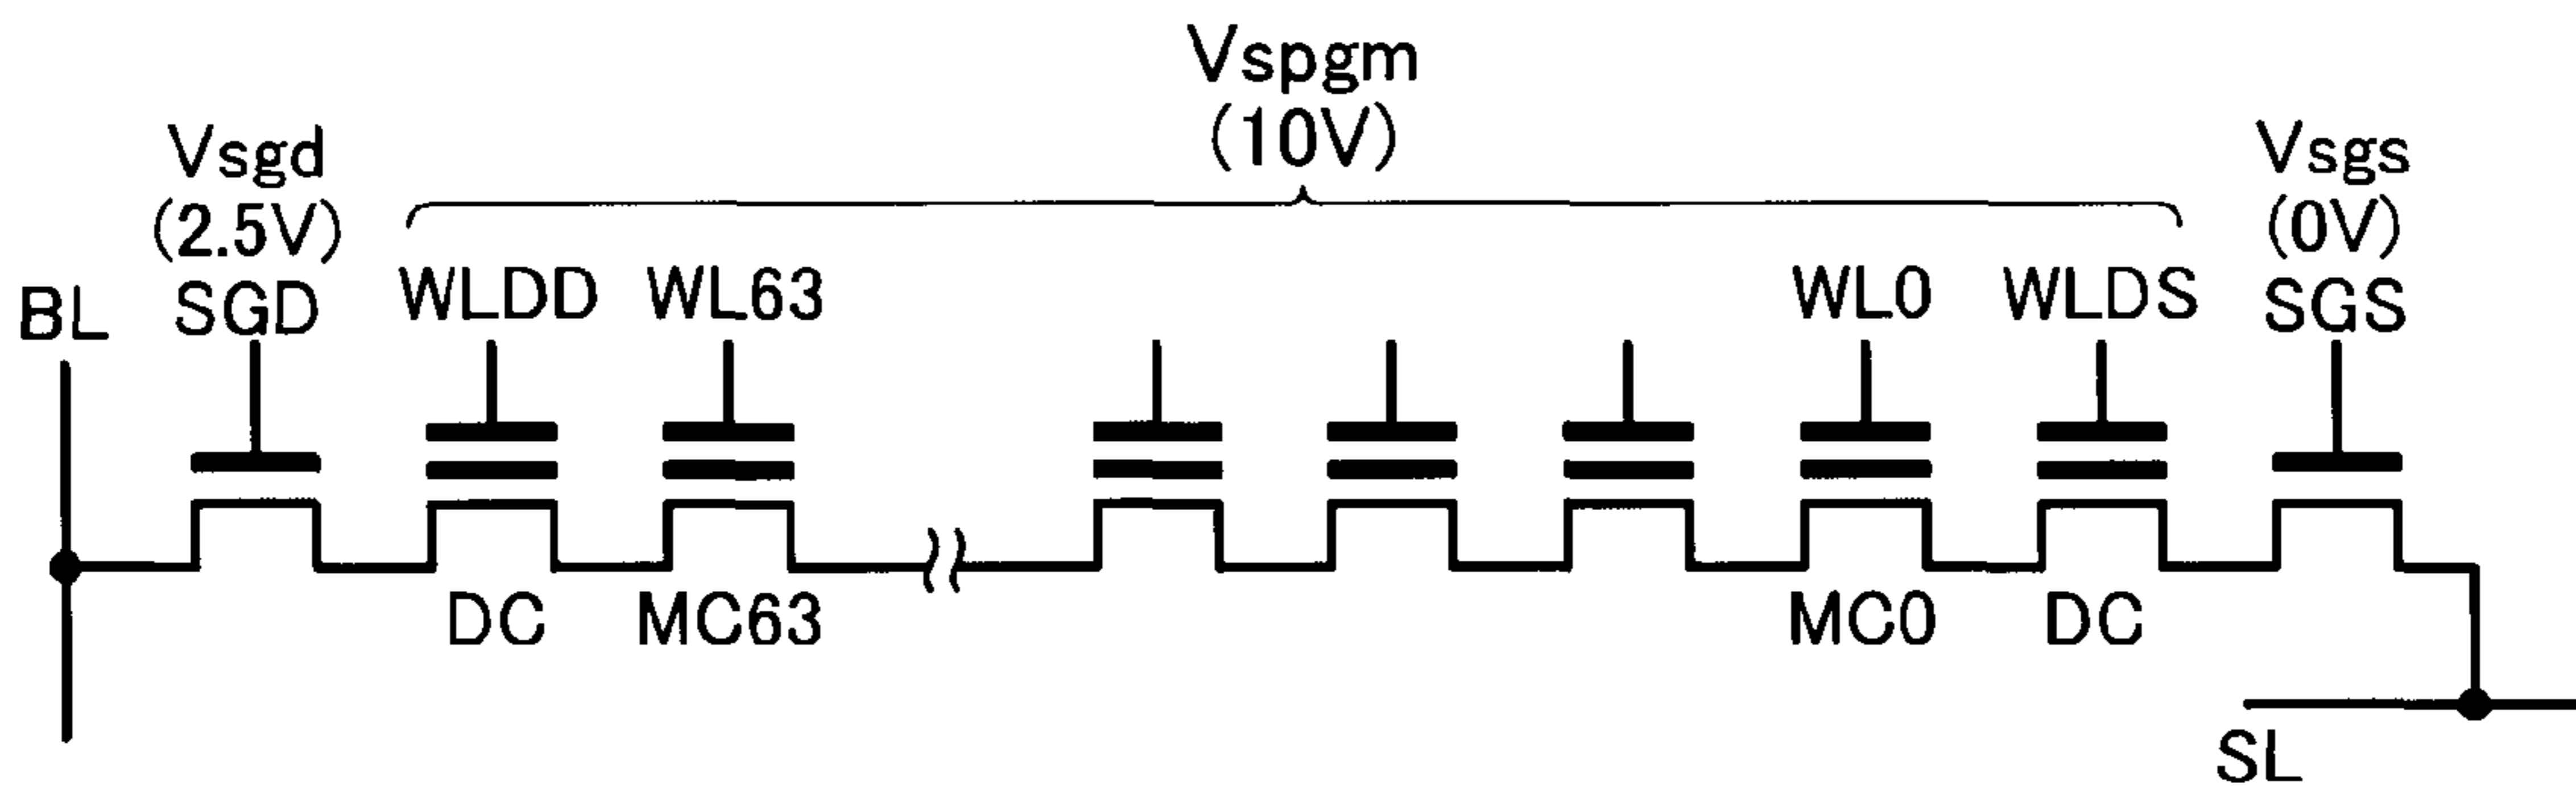 Vspgm
(10V)
Vsgd
(2.5V)
Vsgs
(0V)
BL SGD WLDD WL63 WL0 WLDS SGS
DC MC63 MC0 DC
SL